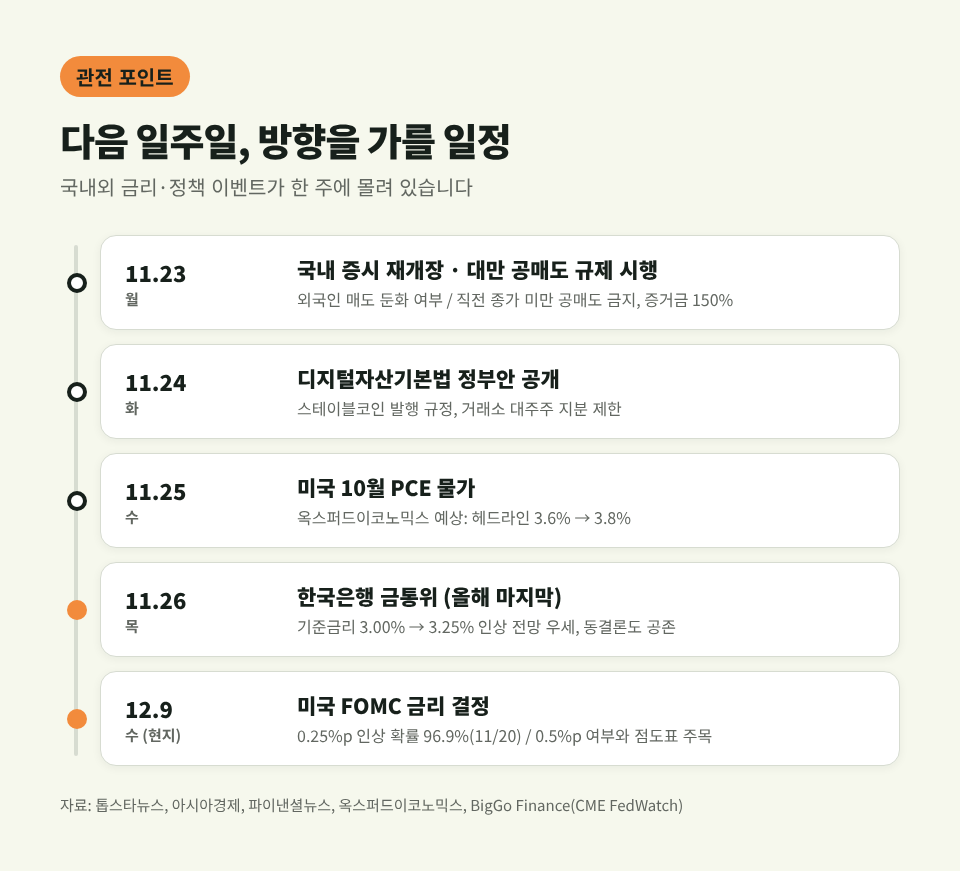 관전 포인트
다음 일주일, 방향을 가를 일정
국내외 금리·정책 이벤트가 한 주에 몰려 있습니다
11.23
월
국내 증시 재개장 · 대만 공매도 규제 시행
외국인 매도 둔화 여부 / 직전 종가 미만 공매도 금지, 증거금 150%
11.24
화
디지털자산기본법 정부안 공개
스테이블코인 발행 규정, 거래소 대주주 지분 제한
11.25
수
미국 10월 PCE 물가
옥스퍼드이코노믹스 예상: 헤드라인 3.6% → 3.8%
11.26
목
한국은행 금통위 (올해 마지막)
기준금리 3.00% → 3.25% 인상 전망 우세, 동결론도 공존
12.9
수 (현지)
미국 FOMC 금리 결정
0.25%p 인상 확률 96.9%(11/20) / 0.5%p 여부와 점도표 주목
자료: 톱스타뉴스, 아시아경제, 파이낸셜뉴스, 옥스퍼드이코노믹스, BigGo Finance(CME FedWatch)